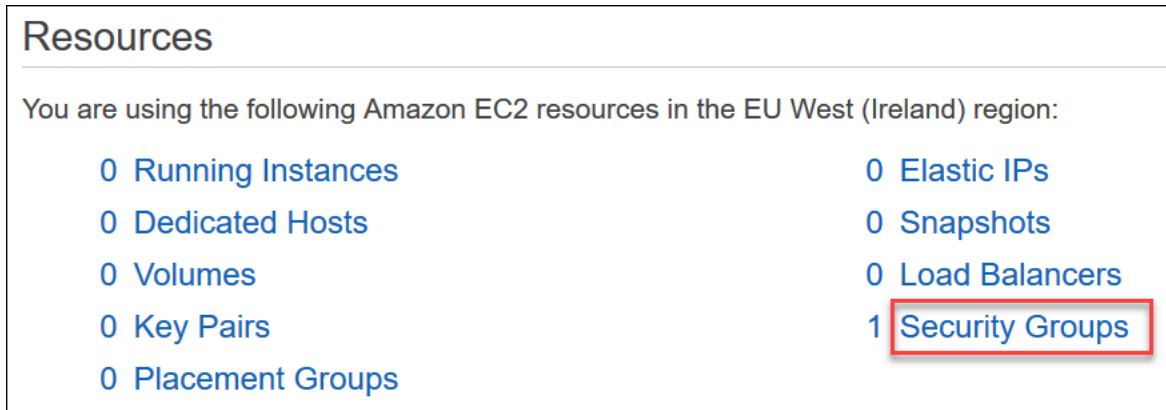 Resources
You are using the following Amazon EC2 resources in the EU West (Ireland) region:
0 Running Instances
0 Dedicated Hosts
0 Volumes
0 Key Pairs
0 Placement Groups
0 Elastic IPs
0 Snapshots
0 Load Balancers
1 Security Groups